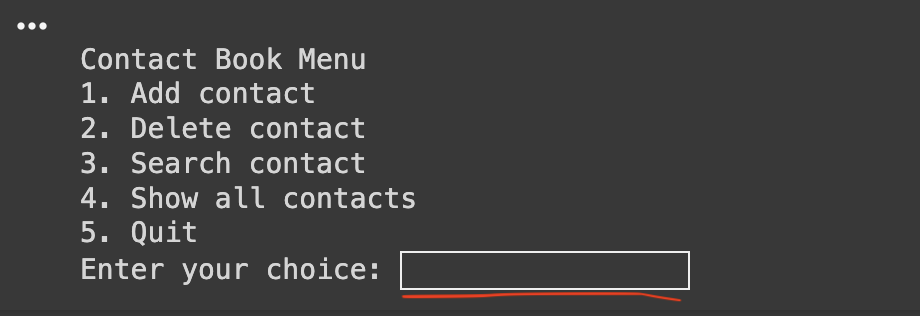 Contact Book Menu
1. Add contact
2. Delete contact
3. Search contact
4. Show all contacts
5. Quit
Enter your choice: